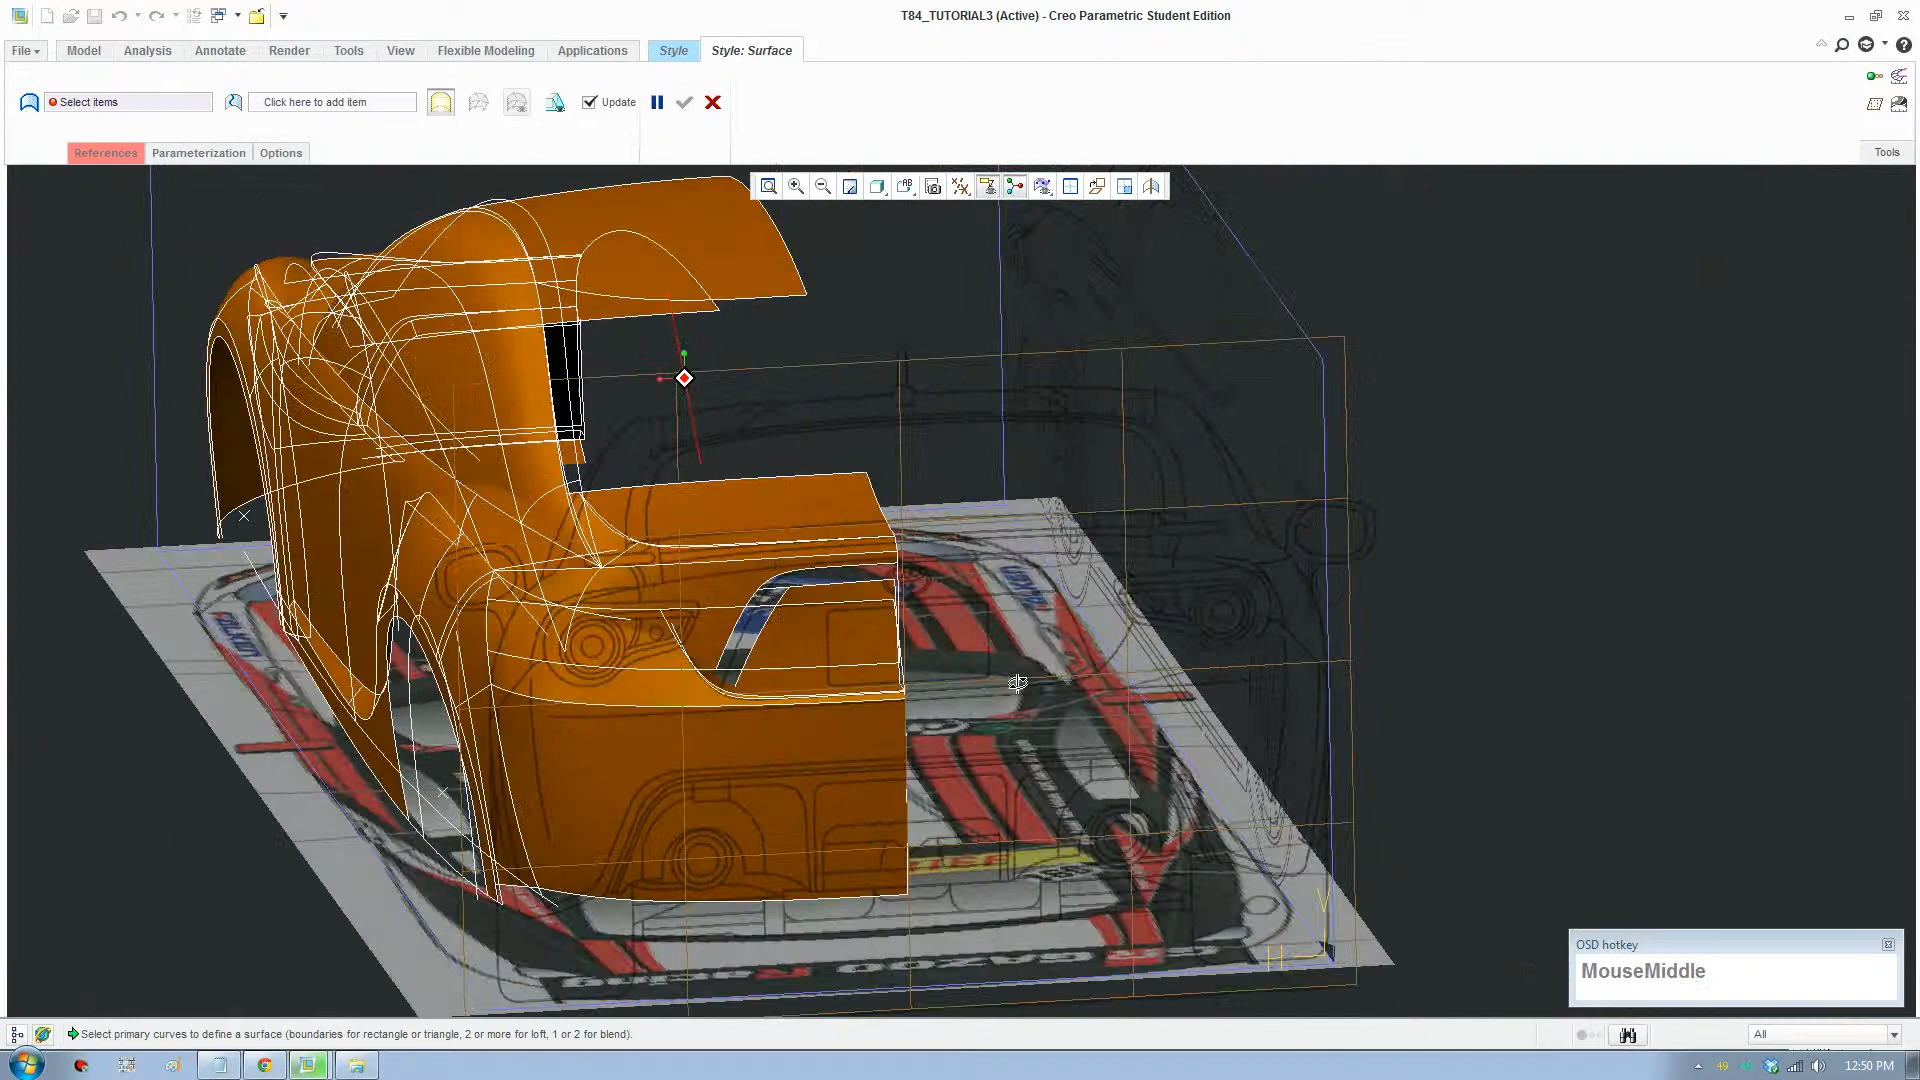 T84_TUTORIAL3 (Active) - Creo Parametric Student Edition
File Model Analysis Annotate Render Tools View Flexible Modeling Applications Style Style: Surface
Select items Click here to add item Update
References Parameterization Options Tools
H
V
OSD hotkey
MouseMiddle
Select primary curves to define a surface (boundaries for rectangle or triangle, 2 or more for loft, 1 or 2 for blend). All
49 12:50 PM